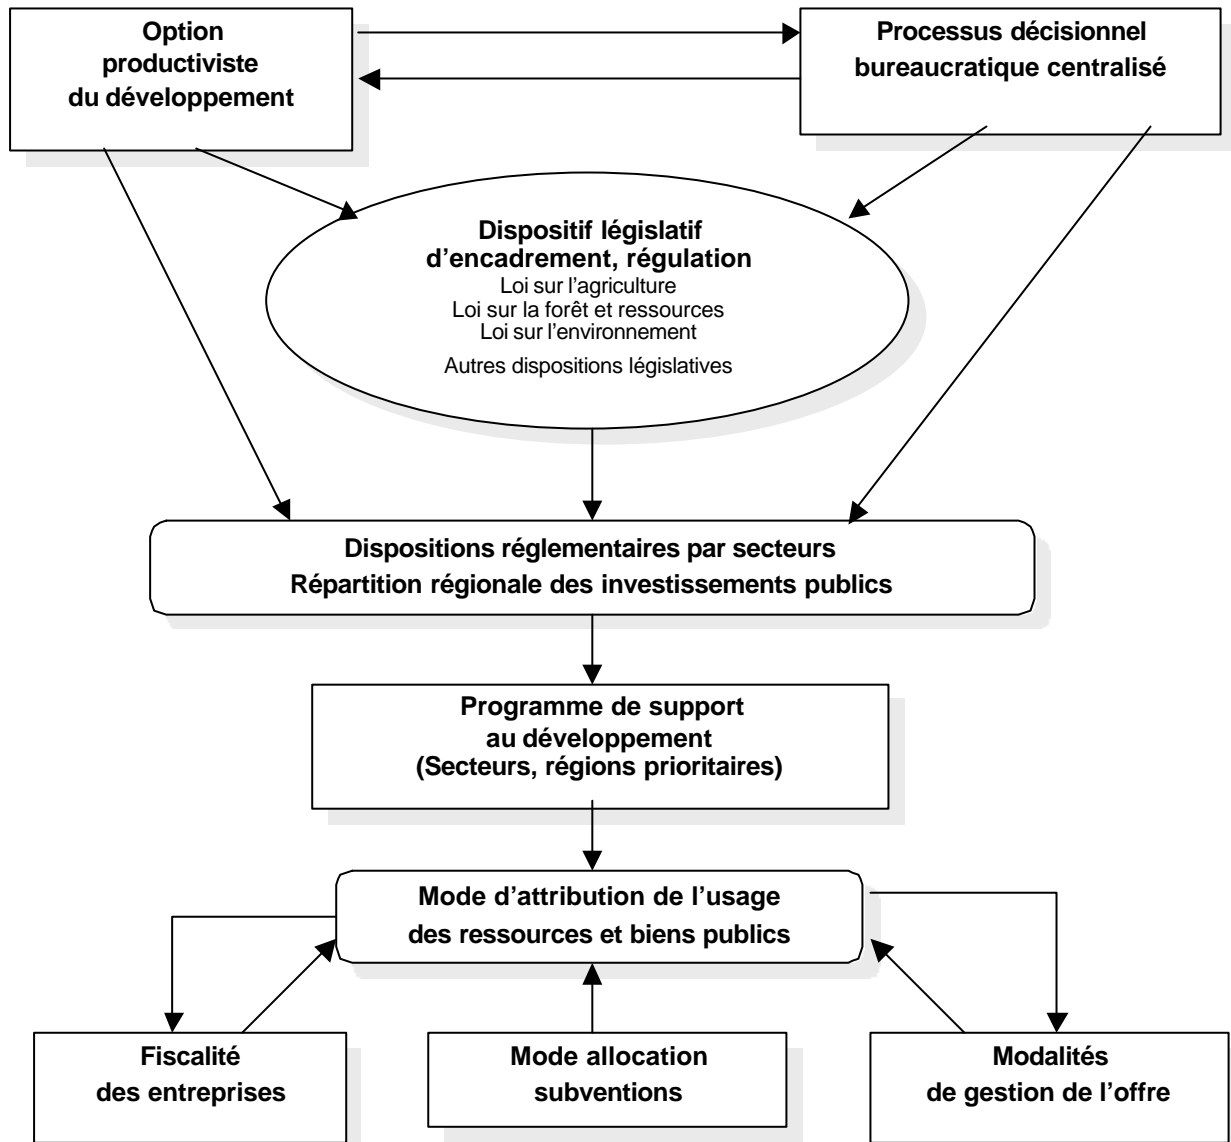 Option
productiviste
du développement
Processus décisionnel
bureaucratique centralisé
Dispositif législatif
d’encadrement, régulation
Loi sur l’agriculture
Loi sur la forêt et ressources
Loi sur l’environnement
Autres dispositions législatives
Dispositions réglementaires par secteurs
Répartition régionale des investissements publics
Programme de support
au développement
(Secteurs, régions prioritaires)
Mode d’attribution de l’usage
des ressources et biens publics
Fiscalité
des entreprises
Mode allocation
subventions
Modalités
de gestion de l’offre